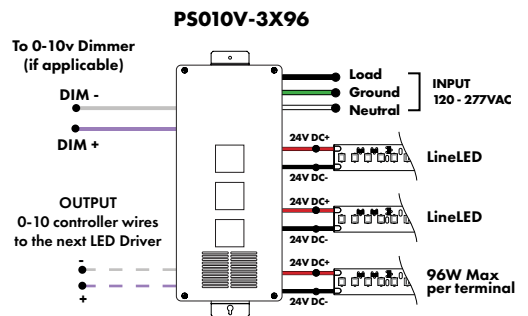 PS010V-3X96
To 0-10v Dimmer
(if applicable)
DIM -
DIM +
OUTPUT
0-10 controller wires
to the next LED Driver
-
+
Load
Ground
Neutral
INPUT
120 - 277VAC
24V DC+
24V DC-
LineLED
24V DC+
24V DC-
LineLED
24V DC+
24V DC-
96W Max
per terminal